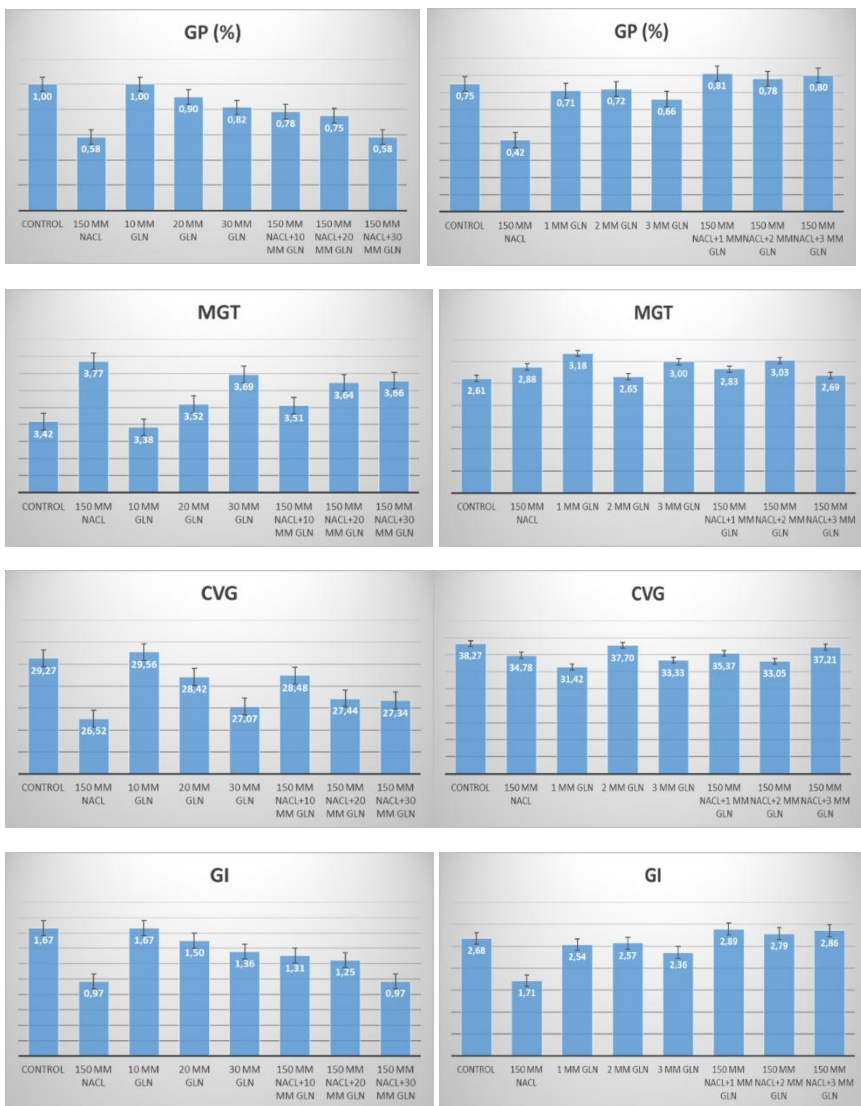 GP (%)
1,00
0,58
1,00
0,90
0,82
0,78
0,75
0,58
CONTROL 150 MM 10 MM 20 MM 30 MM 150 MM 150 MM 150 MM
NACL GLN GLN GLN NACL+10 NACL+20 NACL+30
MM GLN MM GLN MM GLN
GP (%)
0,75
0,42
0,71
0,72
0,66
0,81
0,78
0,80
CONTROL 150 MM 1 MM GLN 2 MM GLN 3 MM GLN 150 MM 150 MM 150 MM
NACL NACL+1 MM NACL+2 MM NACL+3 MM
GLN GLN GLN
MGT
3,42
3,77
3,38
3,52
3,69
3,51
3,64
3,66
CONTROL 150 MM 10 MM 20 MM 30 MM 150 MM 150 MM 150 MM
NACL GLN GLN GLN NACL+10 NACL+20 NACL+30
MM GLN MM GLN MM GLN
MGT
2,61
2,88
3,18
2,65
3,00
2,83
3,03
2,69
CONTROL 150 MM 1 MM GLN 2 MM GLN 3 MM GLN 150 MM 150 MM 150 MM
NACL NACL+1 MM NACL+2 MM NACL+3 MM
GLN GLN GLN
CVG
29,27
26,52
29,56
28,42
27,07
28,48
27,44
27,34
CONTROL 150 MM 10 MM 20 MM 30 MM 150 MM 150 MM 150 MM
NACL GLN GLN GLN NACL+10 NACL+20 NACL+30
MM GLN MM GLN MM GLN
CVG
38,27
34,78
31,42
37,70
33,33
35,37
33,05
37,21
CONTROL 150 MM 1 MM GLN 2 MM GLN 3 MM GLN 150 MM 150 MM 150 MM
NACL NACL+1 MM NACL+2 MM NACL+3 MM
GLN GLN GLN
GI
1,67
0,97
1,67
1,50
1,36
1,31
1,25
0,97
CONTROL 150 MM 10 MM 20 MM 30 MM 150 MM 150 MM 150 MM
NACL GLN GLN GLN NACL+10 NACL+20 NACL+30
MM GLN MM GLN MM GLN
GI
2,68
1,71
2,54
2,57
2,36
2,89
2,79
2,86
CONTROL 150 MM 1 MM GLN 2 MM GLN 3 MM GLN 150 MM 150 MM 150 MM
NACL NACL+1 MM NACL+2 MM NACL+3 MM
GLN GLN GLN